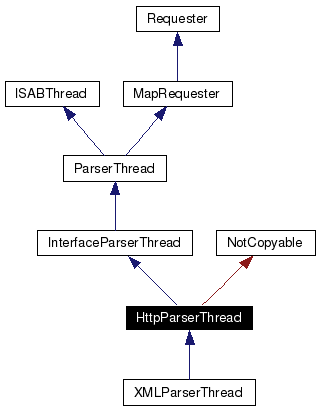 Requester
ISABThread
MapRequester
ParserThread
InterfaceParserThread
NotCopyable
HttpParserThread
XMLParserThread